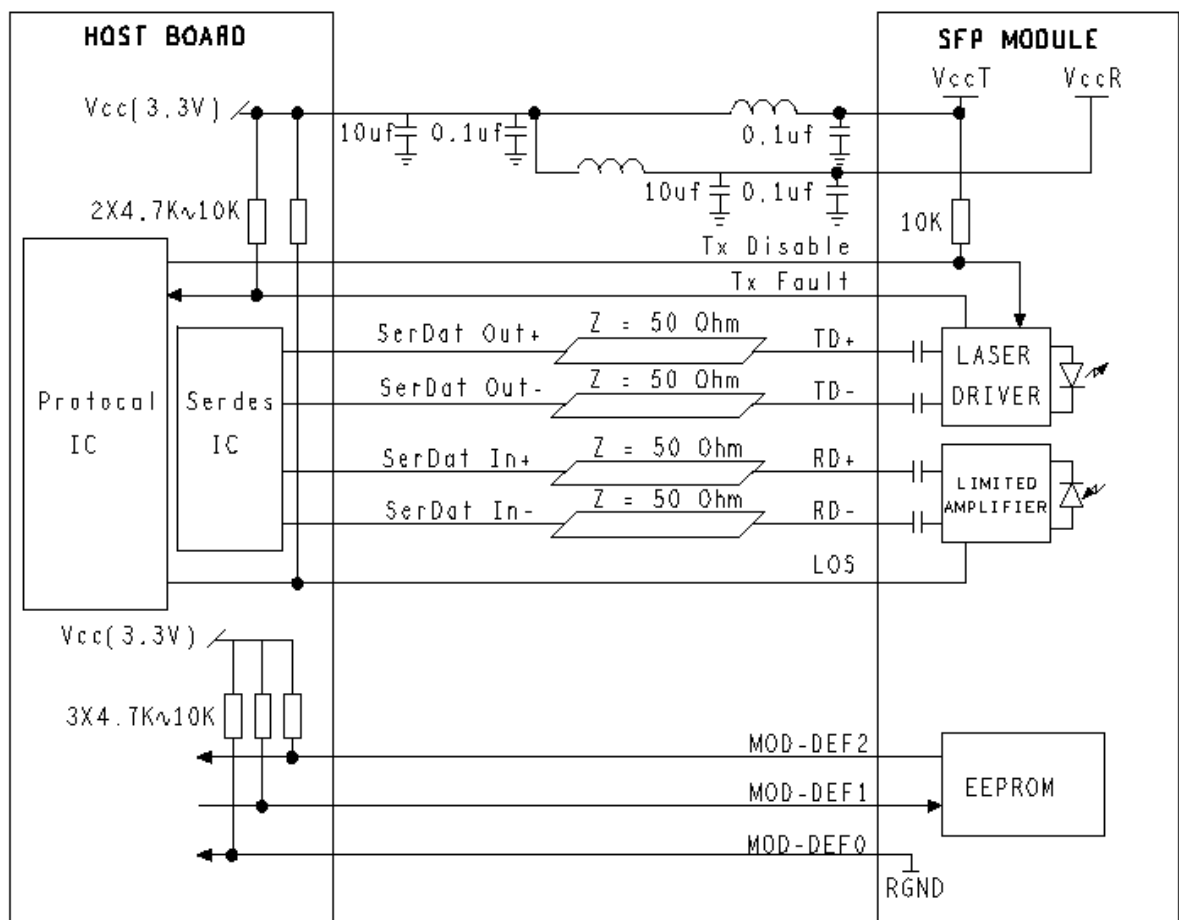 HOST BOARD
SFP MODULE
VccT
VccR
Vcc(3.3V)
10uf
0.1uf
0.1uf
10uf
0.1uf
2X4.7K∿10K
10K
Tx Disable
Tx Fault
SerDat Out+
Z = 50 Ohm
TD+
SerDat Out-
Z = 50 Ohm
TD-
LASER
DRIVER
Protocal
IC
Serdes
IC
SerDat In+
Z = 50 Ohm
RD+
SerDat In-
Z = 50 Ohm
RD-
LIMITED
AMPLIFIER
LOS
Vcc(3.3V)
3X4.7K∿10K
MOD-DEF2
MOD-DEF1
EEPROM
MOD-DEF0
RGND